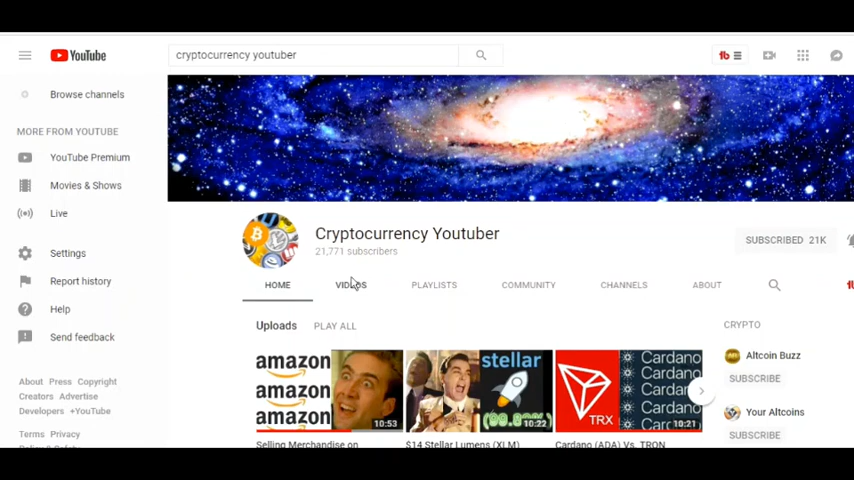 YouTube
cryptocurrency youtuber
Browse channels
MORE FROM YOUTUBE
YouTube Premium
Movies & Shows
Live
Settings
Report history
Help
Send feedback
About Press Copyright
Creators Advertise
Developers +YouTube
Terms Privacy
Cryptocurrency Youtuber
21,771 subscribers
SUBSCRIBED 21K
HOME VIDEOS PLAYLISTS COMMUNITY CHANNELS ABOUT
Uploads PLAY ALL
amazon
amazon
amazon
10:53
Selling Merchandise on
stellar
(99.99%)
10:22
$14 Stellar Lumens (XLM)
TRX
Cardano
Cardano
Cardano
Cardano
10:21
Cardano (ADA) Vs. TRON
CRYPTO
Altcoin Buzz
SUBSCRIBE
Your Altcoins
SUBSCRIBE